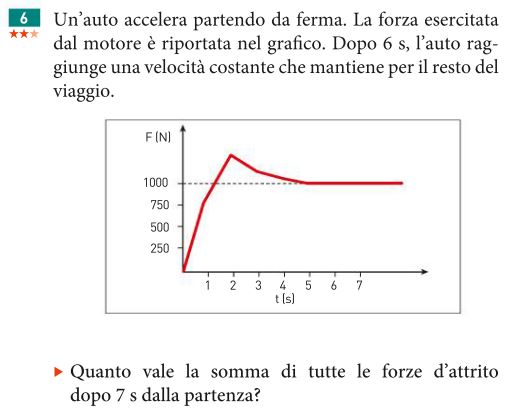 6
Un'auto accelera partendo da ferma. La forza esercitata
dal motore è riportata nel grafico. Dopo 6 s, l'auto rag-
giunge una velocità costante che mantiene per il resto del
viaggio.
F (N)
1000
750
500
250
1 2 3 4 5 6 7
t (s)
Quanto vale la somma di tutte le forze d'attrito
dopo 7 s dalla partenza?